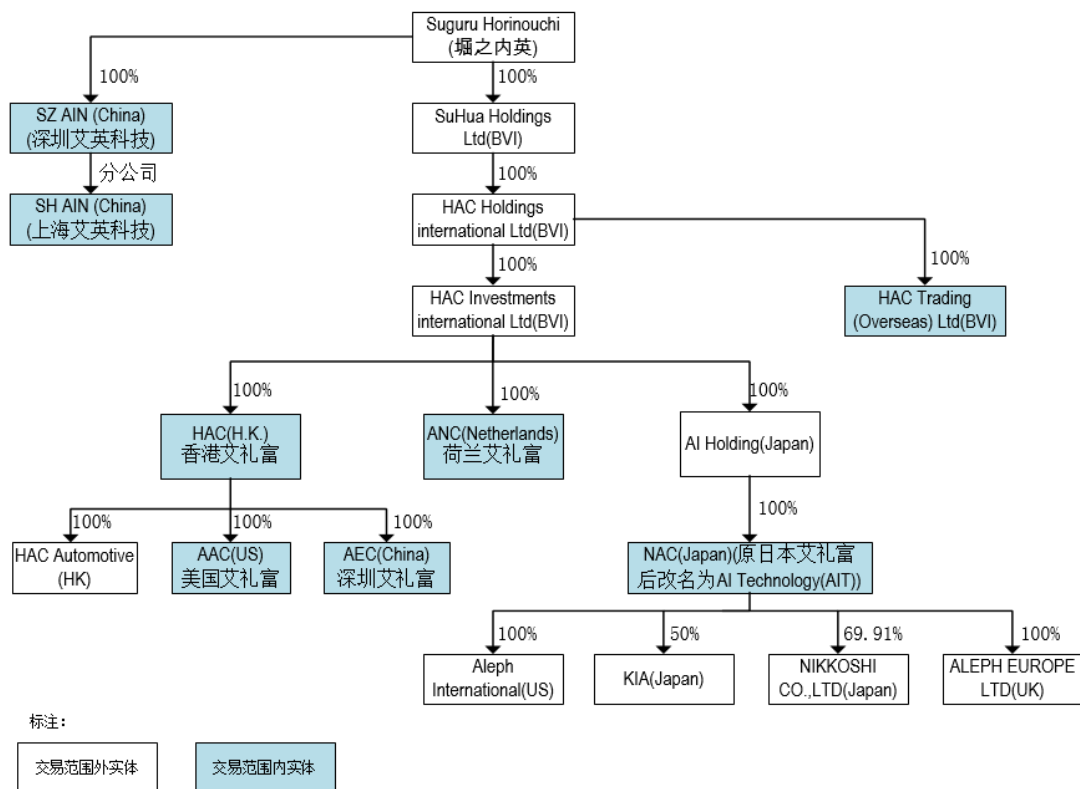 Suguru Horinouchi
(堀之内英)
100%
100%
SZ AIN (China)
(深圳艾英科技)
SuHua Holdings
Ltd(BVI)
分公司
100%
SH AIN (China)
(上海艾英科技)
HAC Holdings
international Ltd(BVI)
100%
100%
HAC Investments
international Ltd(BVI)
HAC Trading
(Overseas) Ltd(BVI)
100%
100%
100%
HAC(H.K.)
香港艾礼富
ANC(Netherlands)
荷兰艾礼富
AI Holding(Japan)
100%
100%
100%
100%
HAC Automotive
(HK)
AAC(US)
美国艾礼富
AEC(China)
深圳艾礼富
NAC(Japan)(原日本艾礼富
后改名为AI Technology(AIT))
100%
50%
69.91%
100%
Aleph
International(US)
KIA(Japan)
NIKKOSHI
CO.,LTD(Japan)
ALEPH EUROPE
LTD(UK)
标注：
交易范围外实体
交易范围内实体